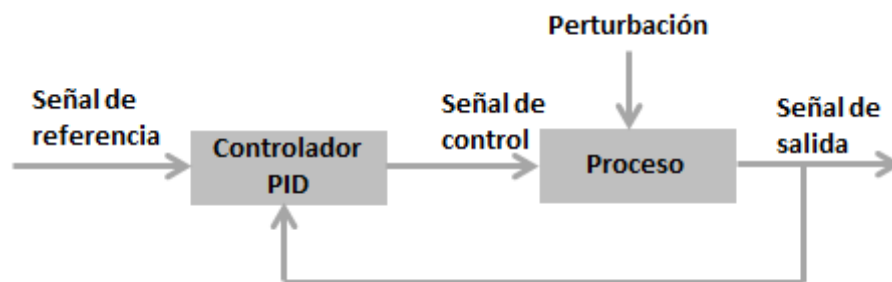 Perturbación
Señal de
referencia
Controlador
PID
Señal de
control
Proceso
Señal de
salida